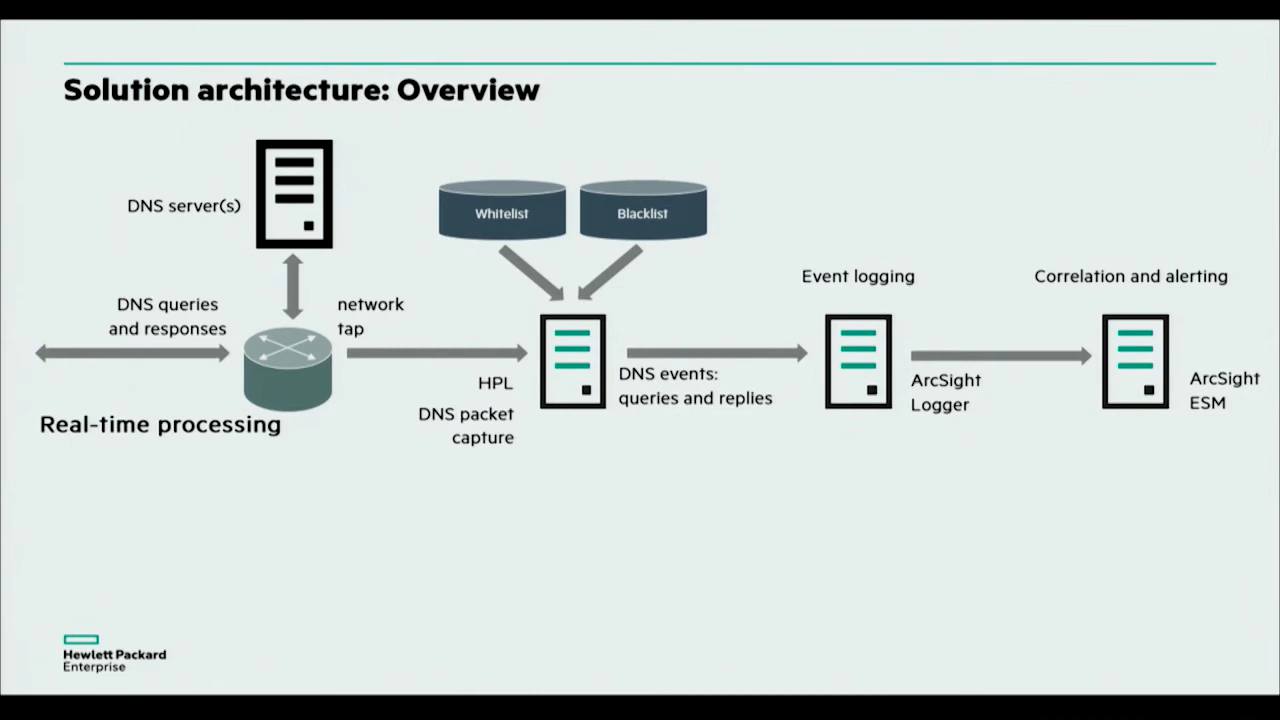 Solution architecture: Overview
DNS server(s)
Whitelist
Blacklist
DNS queries
and responses
network
tap
Event logging
Correlation and alerting
HPL
DNS packet
capture
DNS events:
queries and replies
ArcSight
Logger
ArcSight
ESM
Real-time processing
Hewlett Packard
Enterprise